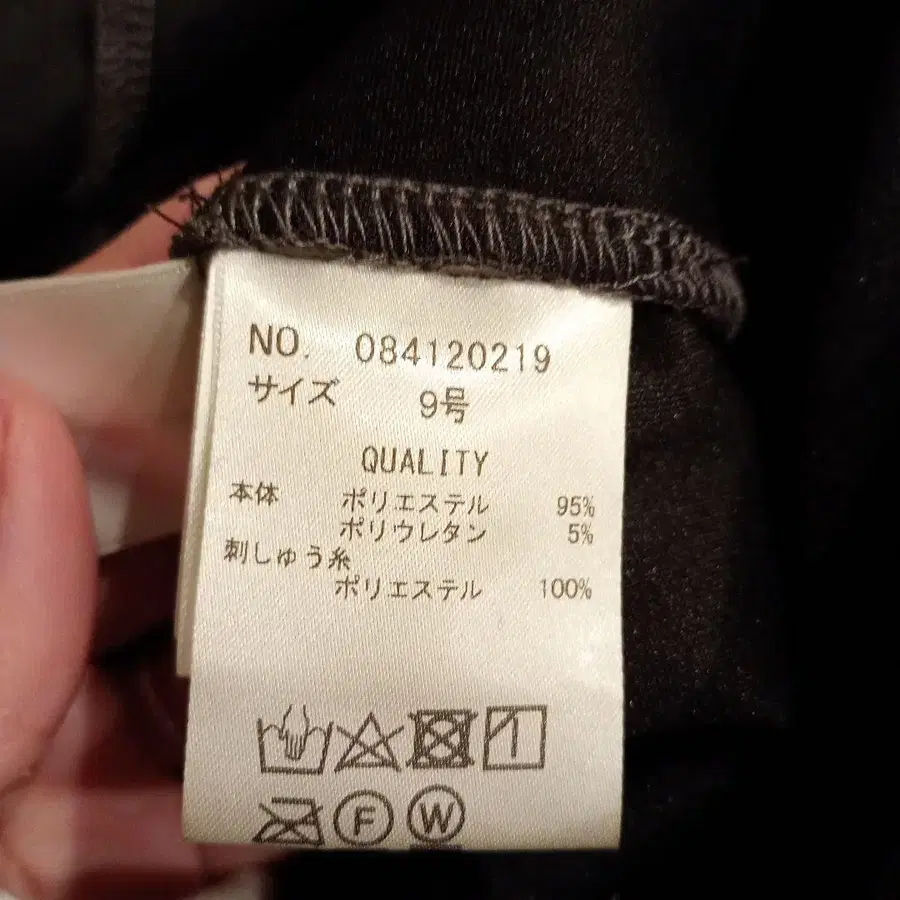 NO. 084120219
サイズ 9号
QUALITY
本体 ポリエステル 95%
ポリウレタン 5%
刺しゅう糸
ポリエステル 100%
F W